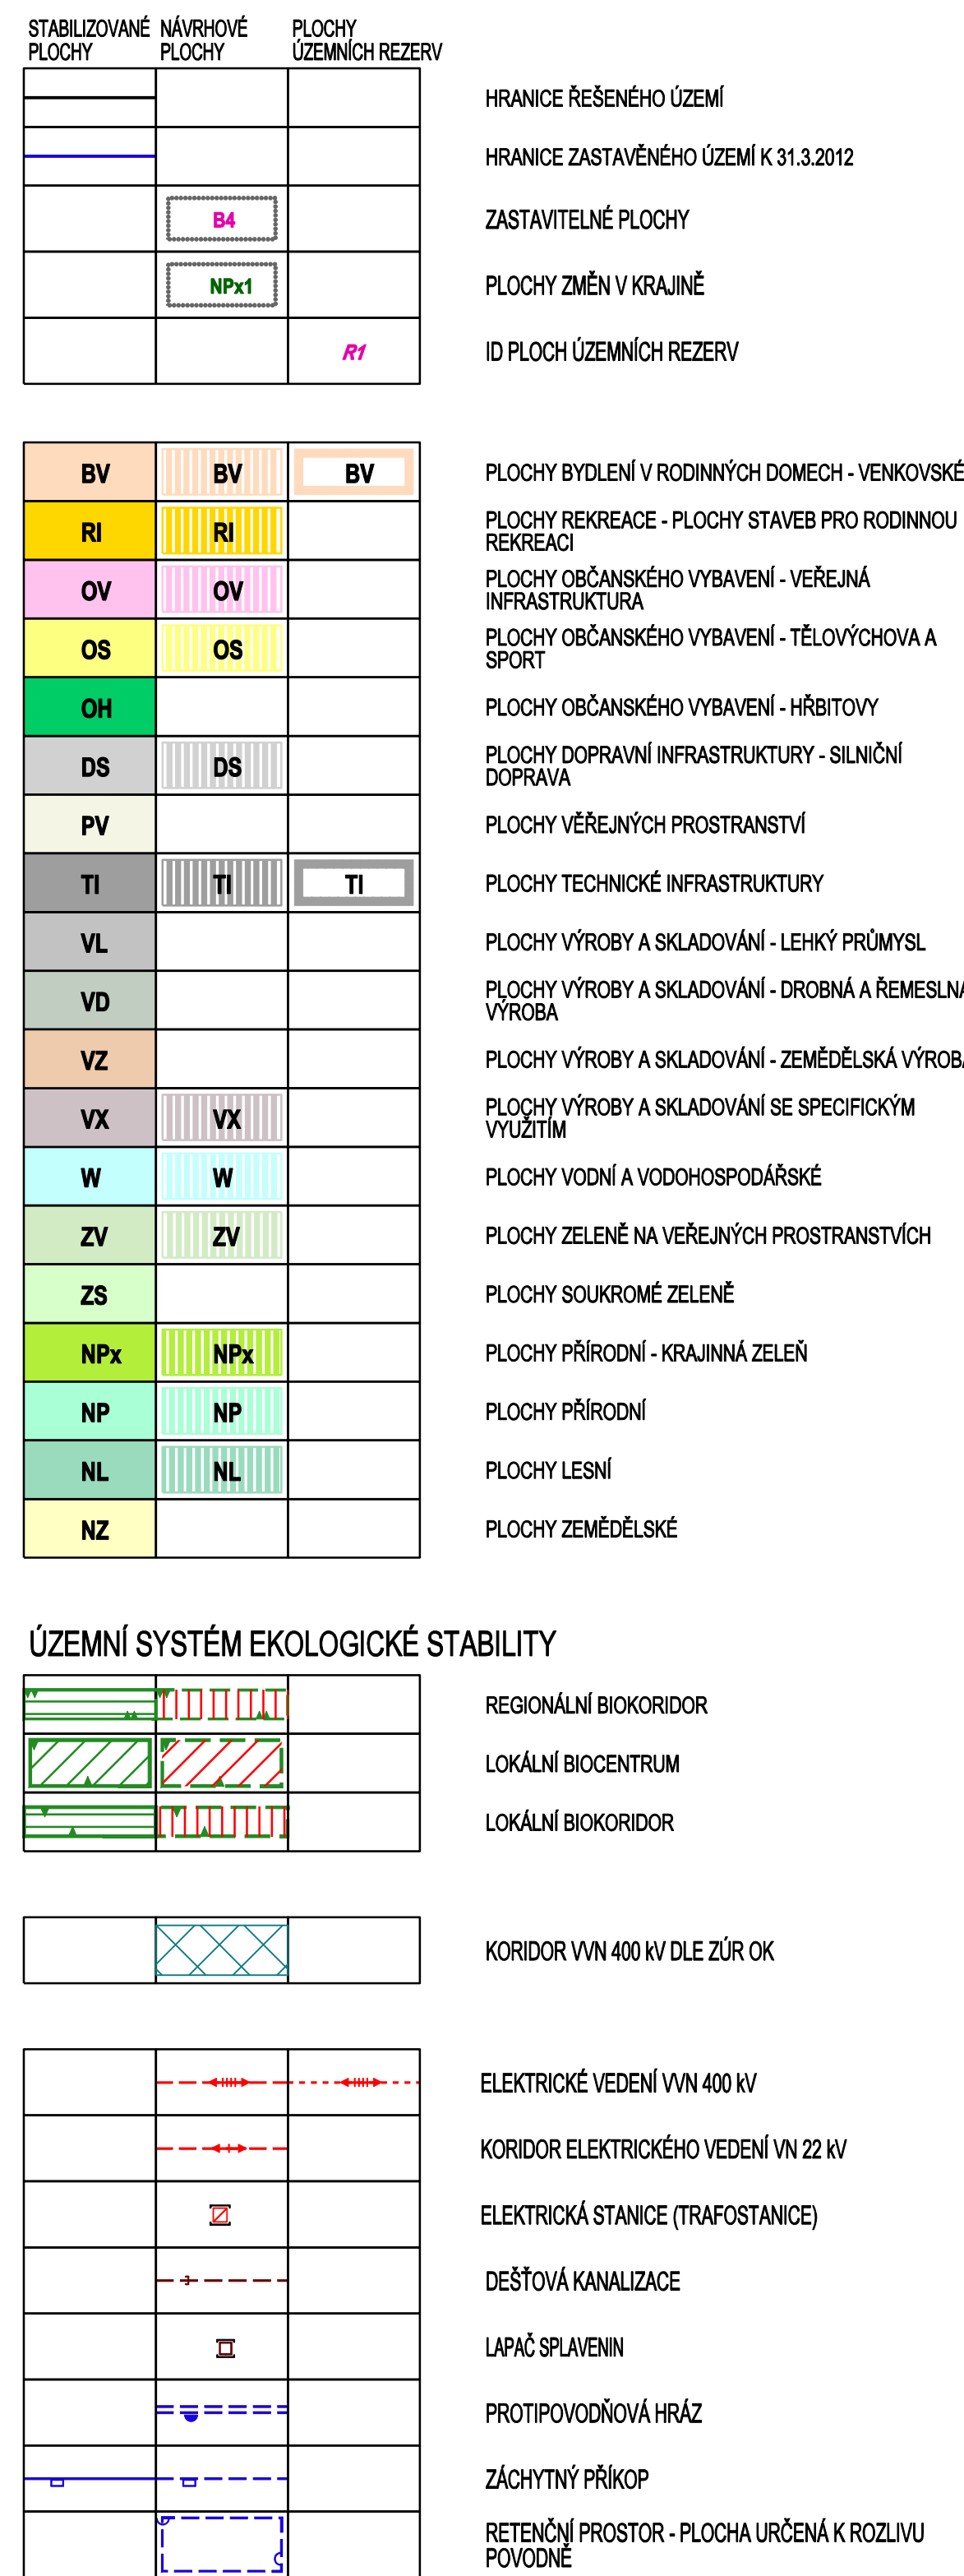 STABILIZOVANÉ PLOCHY
NÁVRHOVÉ PLOCHY
PLOCHY ÚZEMNÍCH REZERV
HRANICE ŘEŠENÉHO ÚZEMÍ
HRANICE ZASTAVĚNÉHO ÚZEMÍ K 31.3.2012
B4 ZASTAVITELNÉ PLOCHY
NPx1 PLOCHY ZMĚN V KRAJINĚ
R1 ID PLOCH ÚZEMNÍCH REZERV
BV BV BV PLOCHY BYDLENÍ V RODINNÝCH DOMECH - VENKOVSKÉ
RI RI PLOCHY REKREACE - PLOCHY STAVEB PRO RODINNOU
REKREACI
OV OV PLOCHY OBČANSKÉHO VYBAVENÍ - VEŘEJNÁ
INFRASTRUKTURA
OS OS PLOCHY OBČANSKÉHO VYBAVENÍ - TĚLOVÝCHOVA A
SPORT
OH PLOCHY OBČANSKÉHO VYBAVENÍ - HŘBITOVY
DS DS PLOCHY DOPRAVNÍ INFRASTRUKTURY - SILNIČNÍ
DOPRAVA
PV PLOCHY VĚŘEJNÝCH PROSTRANSTVÍ
TI TI TI PLOCHY TECHNICKÉ INFRASTRUKTURY
VL PLOCHY VÝROBY A SKLADOVÁNÍ - LEHKÝ PRŮMYSL
VD PLOCHY VÝROBY A SKLADOVÁNÍ - DROBNÁ A ŘEMESLNÁ
VÝROBA
VZ PLOCHY VÝROBY A SKLADOVÁNÍ - ZEMĚDĚLSKÁ VÝROBA
VX VX PLOCHY VÝROBY A SKLADOVÁNÍ SE SPECIFICKÝM
VYUŽITÍM
W W PLOCHY VODNÍ A VODOHOSPODÁŘSKÉ
ZV ZV PLOCHY ZELENĚ NA VEŘEJNÝCH PROSTRANSTVÍCH
ZS PLOCHY SOUKROMÉ ZELENĚ
NPx NPx PLOCHY PŘÍRODNÍ - KRAJINNÁ ZELEŇ
NP NP PLOCHY PŘÍRODNÍ
NL NL PLOCHY LESNÍ
NZ PLOCHY ZEMĚDĚLSKÉ
ÚZEMNÍ SYSTÉM EKOLOGICKÉ STABILITY
REGIONÁLNÍ BIOKORIDOR
LOKÁLNÍ BIOCENTRUM
LOKÁLNÍ BIOKORIDOR
KORIDOR VVN 400 kV DLE ZÚR OK
ELEKTRICKÉ VEDENÍ VVN 400 kV
KORIDOR ELEKTRICKÉHO VEDENÍ VN 22 kV
ELEKTRICKÁ STANICE (TRAFOSTANICE)
DEŠŤOVÁ KANALIZACE
LAPAČ SPLAVENIN
PROTIPOVODŇOVÁ HRÁZ
ZÁCHYTNÝ PŘÍKOP
RETENČNÍ PROSTOR - PLOCHA URČENÁ K ROZLIVU
POVODNĚ